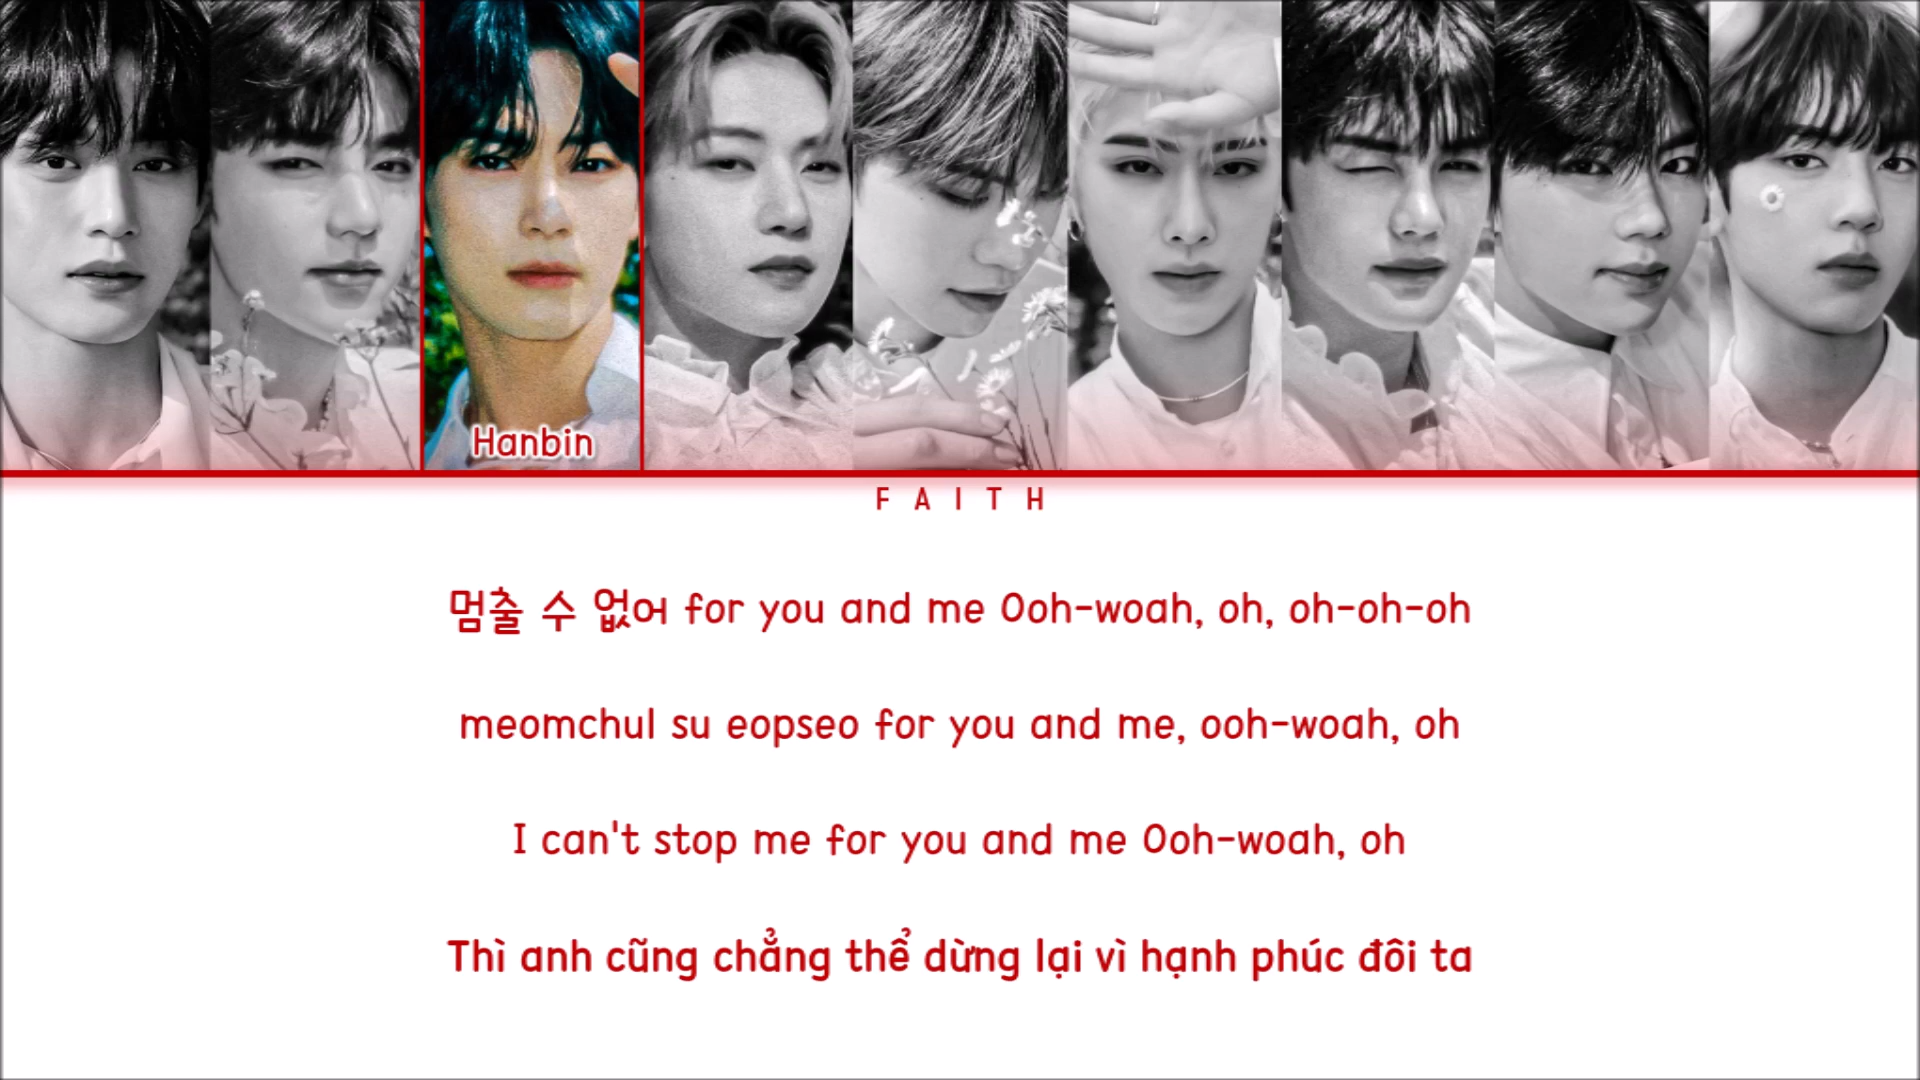 Hanbin
FAITH
멈출 수 없어 for you and me Ooh-woah, oh, oh-oh-oh
meomchul su eopseo for you and me, ooh-woah, oh
I can't stop me for you and me Ooh-woah, oh
Thì anh cũng chẳng thể dừng lại vì hạnh phúc đôi ta